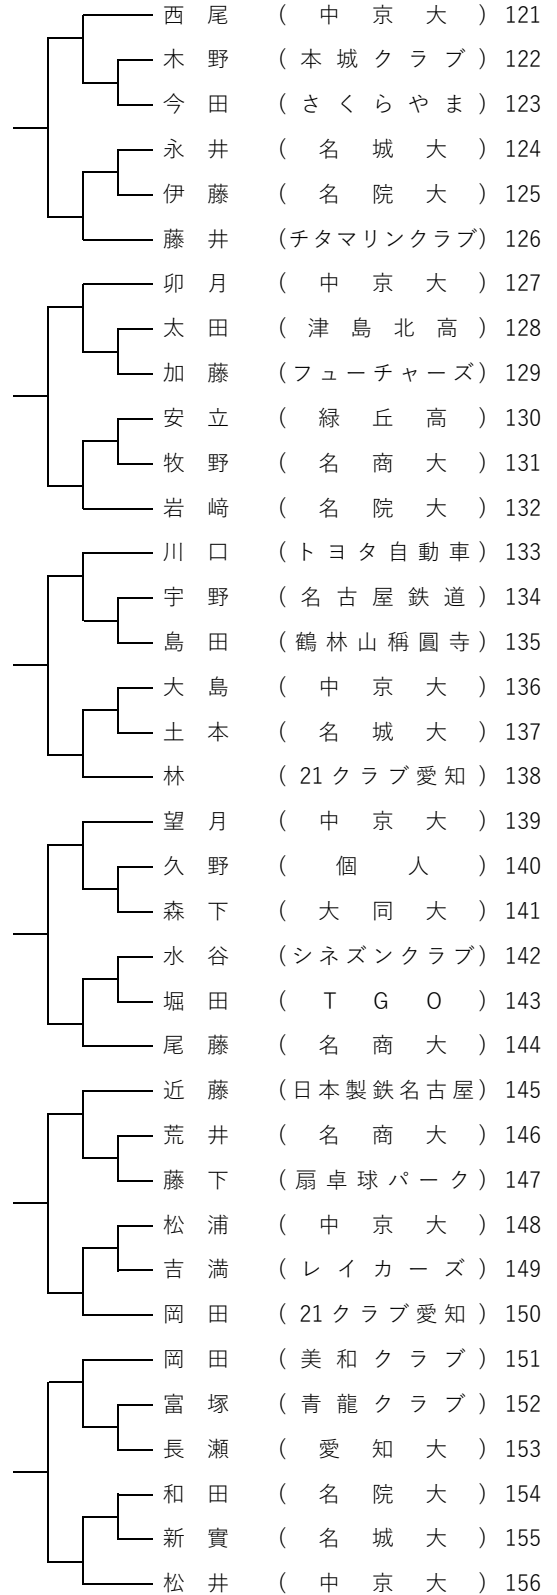 西尾 (中京大) 121
木野 (本城クラブ) 122
今田 (さくらやま) 123
永井 (名城大) 124
伊藤 (名院大) 125
藤井 (チタマリンクラブ) 126
卯月 (中京大) 127
太田 (津島北高) 128
加藤 (フューチャーズ) 129
安立 (緑丘高) 130
牧野 (名商大) 131
岩﨑 (名院大) 132
川口 (トヨタ自動車) 133
宇野 (名古屋鉄道) 134
島田 (鶴林山稱圓寺) 135
大島 (中京大) 136
土本 (名城大) 137
林 (21クラブ愛知) 138
望月 (中京大) 139
久野 (個人) 140
森下 (大同大) 141
水谷 (シネズンクラブ) 142
堀田 (TGO) 143
尾藤 (名商大) 144
近藤 (日本製鉄名古屋) 145
荒井 (名商大) 146
藤下 (扇卓球パーク) 147
松浦 (中京大) 148
吉満 (レイカーズ) 149
岡田 (21クラブ愛知) 150
岡田 (美和クラブ) 151
富塚 (青龍クラブ) 152
長瀬 (愛知大) 153
和田 (名院大) 154
新實 (名城大) 155
松井 (中京大) 156